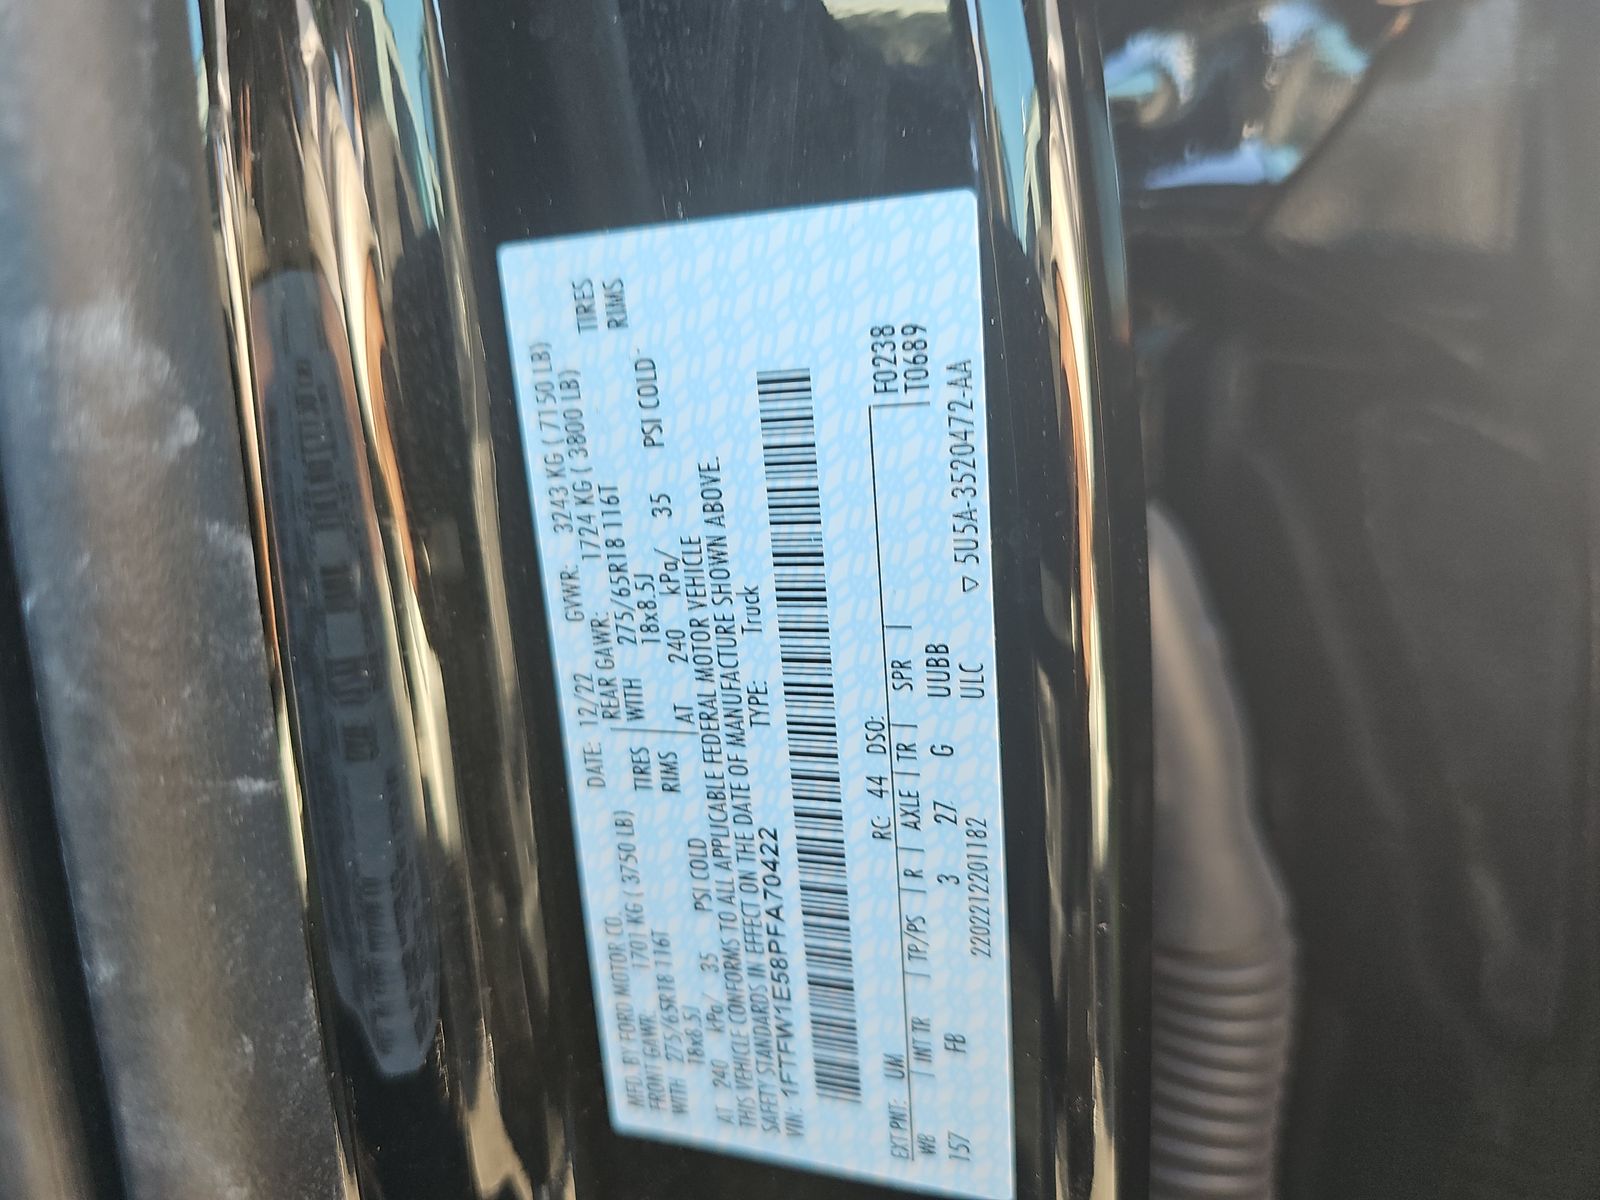 MFD. BY FORD MOTOR CO. DATE: 12/22 GVWR: 3243 KG ( 7150 LB)
FRONT GAWR: 1701 KG ( 3750 LB) REAR GAWR: 1724 KG ( 3800 LB)
WITH 275/65R18 116T TIRES WITH 275/65R18 116T TIRES
18x8.5J RIMS 18x8.5J RIMS
AT 240 kPa/ 35 PSI COLD AT 240 kPa/ 35 PSI COLD
THIS VEHICLE CONFORMS TO ALL APPLICABLE FEDERAL MOTOR VEHICLE
SAFETY STANDARDS IN EFFECT ON THE DATE OF MANUFACTURE SHOWN ABOVE.
VIN: 1FTFW1E58PFA70422 TYPE: Truck
F0238
EXT PNT: UM RC: 44 DSO: T0689
WB INT TR TP/PS R AXLE TR SPR
157 FB 3 27 G UUBB
2202212201182 ULC ▽ 5U5A-3520472-AA